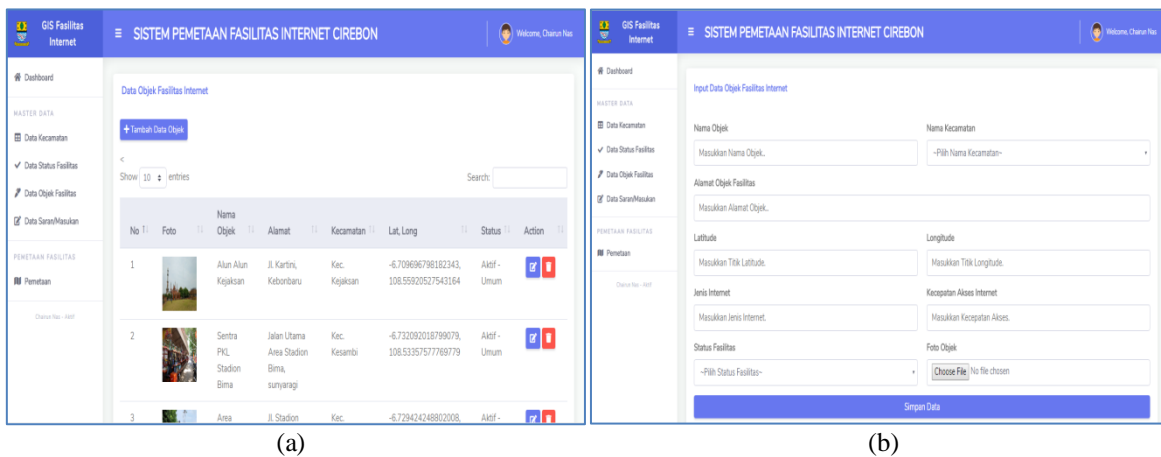 GIS Fasilitas
Internet
≡ SISTEM PEMETAAN FASILITAS INTERNET CIREBON
Welcome, Chairun Nas
Dashboard
MASTER DATA
Data Kecamatan
Data Status Fasilitas
Data Objek Fasilitas
Data Saran/Masukan
PEMETAAN FASILITAS
Pemetaan
Chairun Nas - AMIT
Data Objek Fasilitas Internet
+ Tambah Data Objek
<
Show 10 entries
Search:
No Foto Nama Objek Alamat Kecamatan Lat, Long Status Action
1 Alun Alun Jl. Kartini, Kec. -6.709696798182343, Aktif -
Kejaksan Kebonbaru Kejaksan 108.55920527543164 Umum
2 Sentra Jalan Utama Kec. -6.732092018799079, Aktif -
PKL Area Stadion Kesambi 108.53357577769779 Umum
Stadion Bima,
Bima sunyaragi
3 Area Jl. Stadion Kec. -6.729424248802008, Aktif -
(a)
GIS Fasilitas
Internet
≡ SISTEM PEMETAAN FASILITAS INTERNET CIREBON
Welcome, Chairun Nas
Dashboard
MASTER DATA
Data Kecamatan
Data Status Fasilitas
Data Objek Fasilitas
Data Saran/Masukan
PEMETAAN FASILITAS
Pemetaan
Input Data Objek Fasilitas Internet
Nama Objek Nama Kecamatan
Masukkan Nama Objek.. ~Pilih Nama Kecamatan~
Alamat Objek Fasilitas
Masukkan Alamat Objek..
Latitude Longitude
Masukkan Titik Latitude. Masukkan Titik Longitude.
Jenis Internet Kecepatan Akses Internet
Masukkan Jenis Internet. Masukkan Kecepatan Akses.
Status Fasilitas Foto Objek
~Pilih Status Fasilitas~ Choose File No file chosen
Simpan Data
(b)